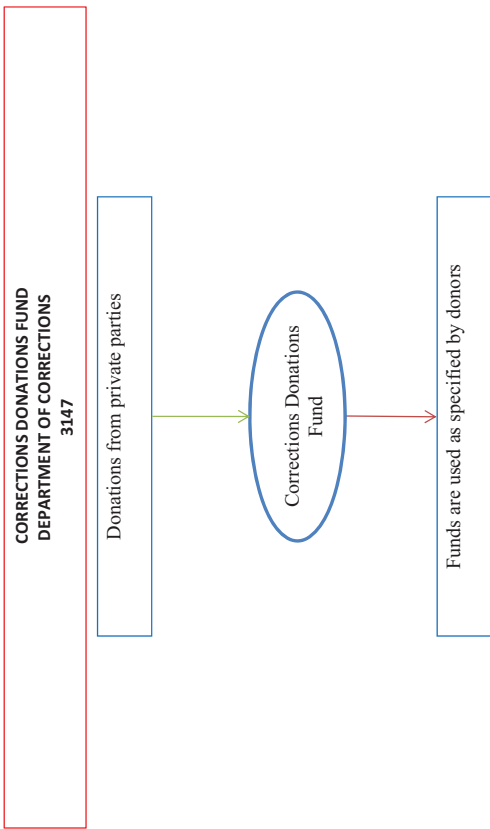 CORRECTIONS DONATIONS FUND
DEPARTMENT OF CORRECTIONS
3147
Donations from private parties
Corrections Donations
Fund
Funds are used as specified by donors